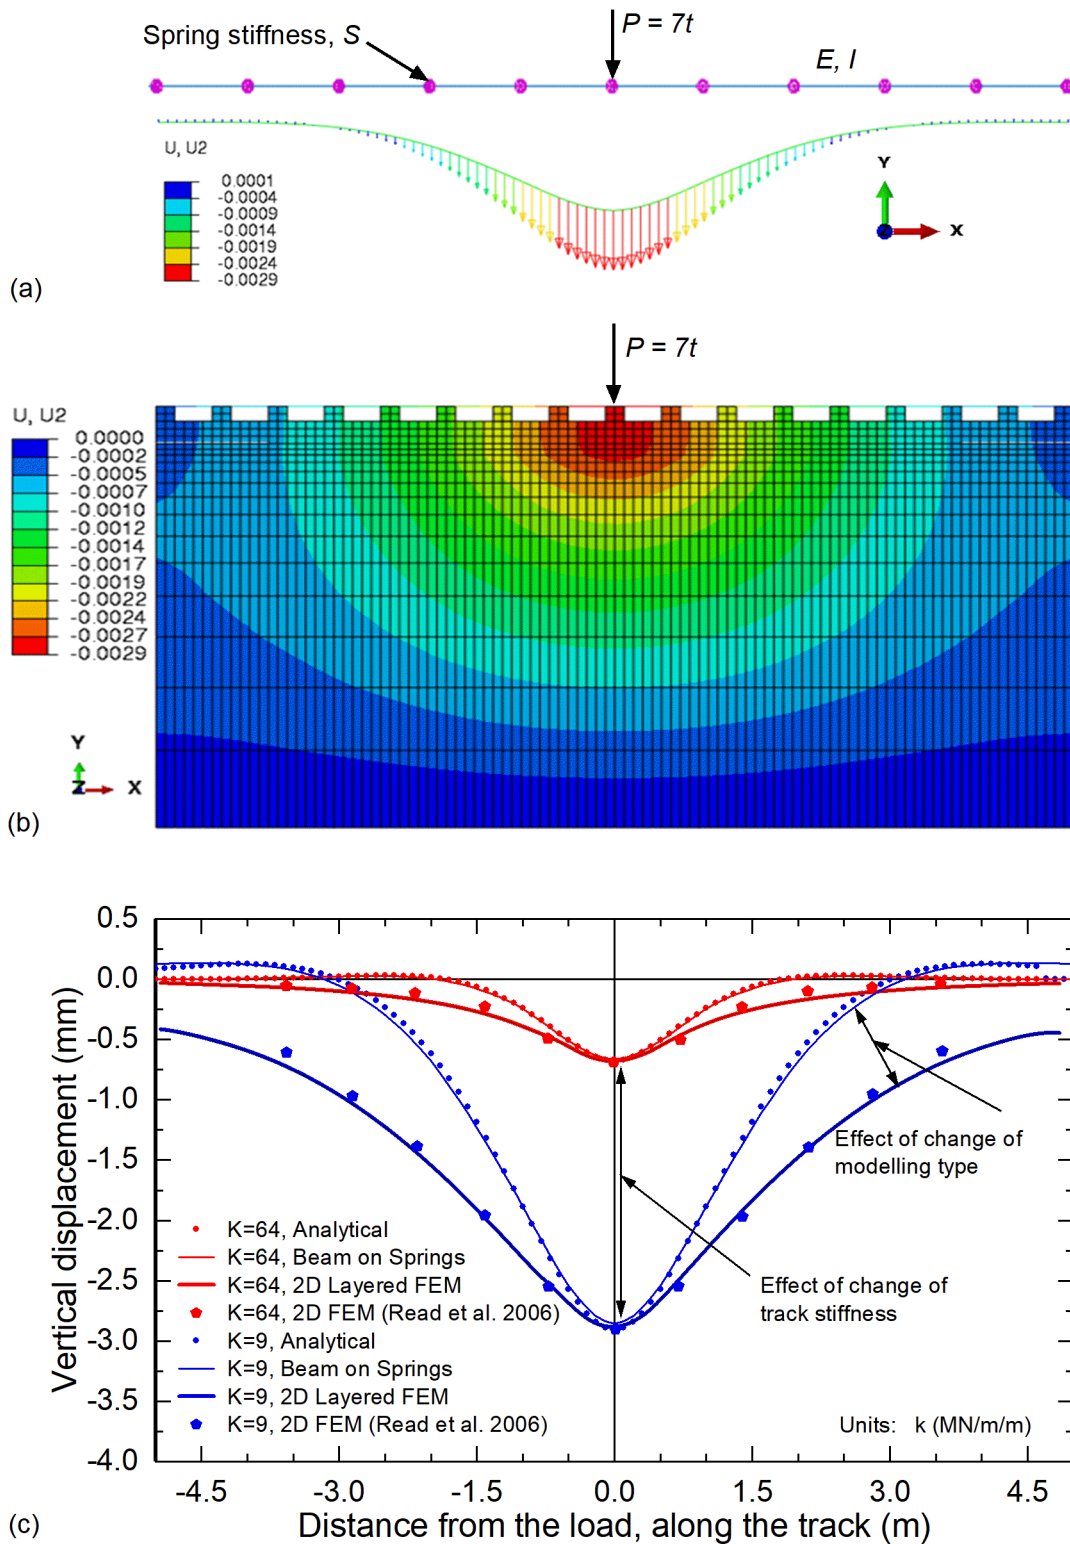 P = 7t
Spring stiffness, S
E, I
U, U2
0.0001
-0.0004
-0.0009
-0.0014
-0.0019
-0.0024
-0.0029
Y
Z
X
(a)
P = 7t
U, U2
0.0000
-0.0002
-0.0005
-0.0007
-0.0010
-0.0012
-0.0014
-0.0017
-0.0019
-0.0022
-0.0024
-0.0027
-0.0029
Y
Z
X
(b)
Vertical displacement (mm)
0.5
0.0
-0.5
-1.0
-1.5
-2.0
-2.5
-3.0
-3.5
-4.0
Effect of change of
modelling type
Effect of change of
track stiffness
K=64, Analytical
K=64, Beam on Springs
K=64, 2D Layered FEM
K=64, 2D FEM (Read et al. 2006)
K=9, Analytical
K=9, Beam on Springs
K=9, 2D Layered FEM
K=9, 2D FEM (Read et al. 2006)
Units: k (MN/m/m)
-4.5 -3.0 -1.5 0.0 1.5 3.0 4.5
Distance from the load, along the track (m)
(c)